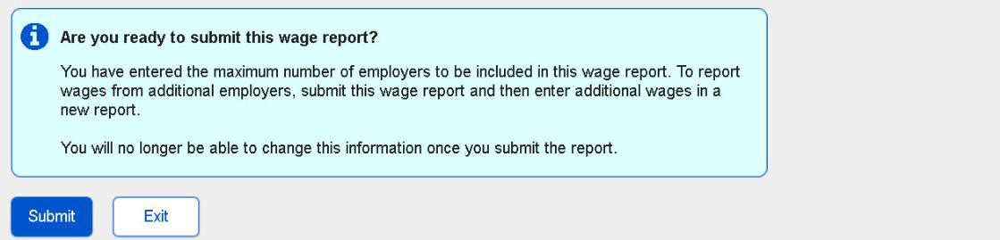 Are you ready to submit this wage report?
You have entered the maximum number of employers to be included in this wage report. To report
wages from additional employers, submit this wage report and then enter additional wages in a
new report.
You will no longer be able to change this information once you submit the report.
Submit Exit